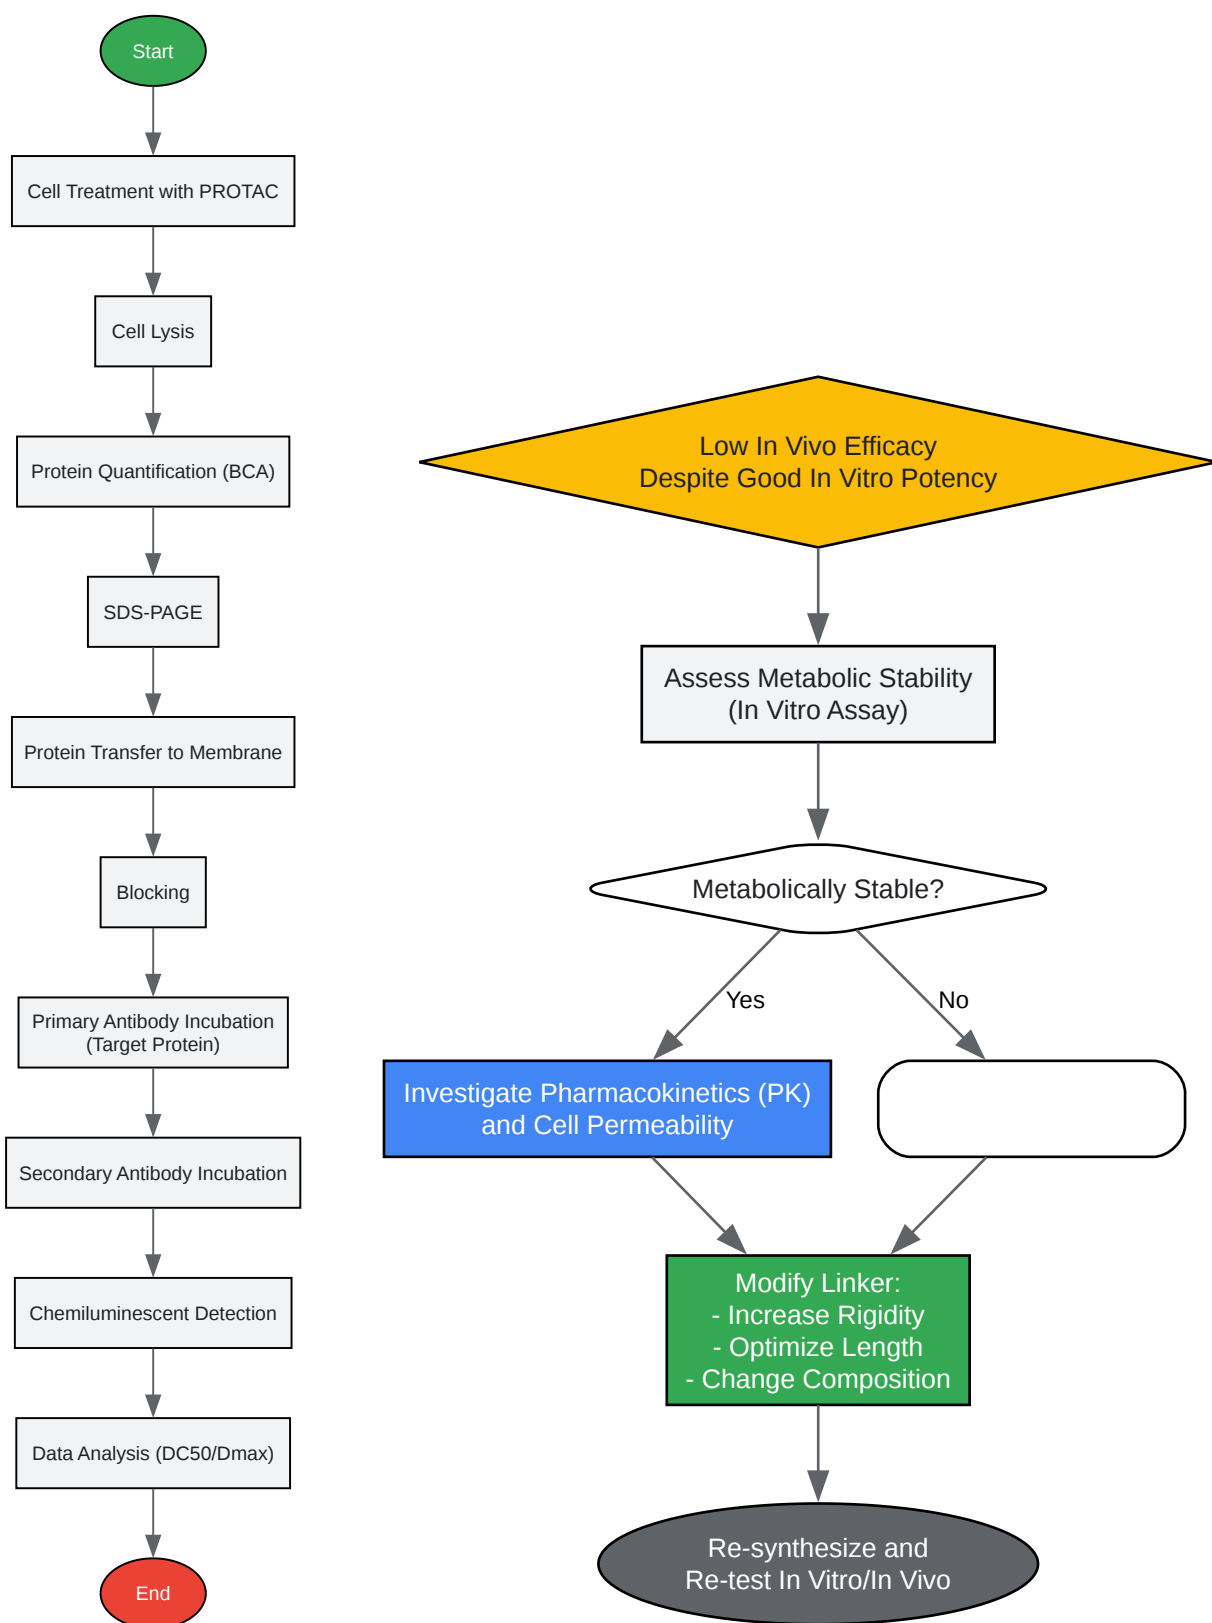 Start
Cell Treatment with PROTAC
Cell Lysis
Protein Quantification (BCA)
SDS-PAGE
Protein Transfer to Membrane
Blocking
Primary Antibody Incubation
(Target Protein)
Secondary Antibody Incubation
Chemiluminescent Detection
Data Analysis (DC50/Dmax)
End
Low In Vivo Efficacy
Despite Good In Vitro Potency
Assess Metabolic Stability
(In Vitro Assay)
Metabolically Stable?
Yes
No
Investigate Pharmacokinetics (PK)
and Cell Permeability
Modify Linker:
- Increase Rigidity
- Optimize Length
- Change Composition
Re-synthesize and
Re-test In Vitro/In Vivo